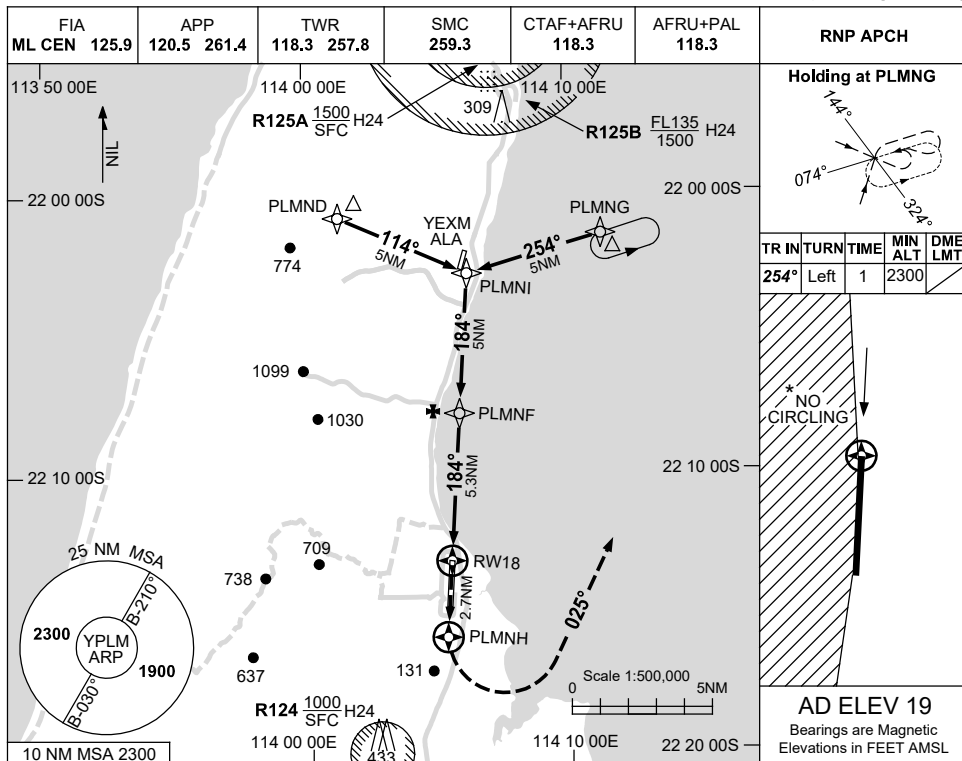 FIA
ML CEN 125.9
APP
120.5 261.4
TWR
118.3 257.8
SMC
259.3
CTAF+AFRU
118.3
AFRU+PAL
118.3
RNP APCH
113 50 00E
114 00 00E
114 10 00E
NIL
R125A 1500 SFC H24
309
R125B FL135 1500 H24
22 00 00S
22 00 00S
PLMND
YEXM
ALA
PLMNG
114°
5NM
254°
5NM
774
PLMNI
184°
5NM
1099
1030
PLMNF
22 10 00S
22 10 00S
184°
5.3NM
709
738
RW18
2.7NM
PLMNH
025°
637
131
25 NM MSA
B-210°
2300
YPLM
ARP
1900
B-030°
10 NM MSA 2300
R124 1000 SFC H24
433
Scale 1:500,000
0
5NM
114 00 00E
114 10 00E
22 20 00S
Holding at PLMNG
144°
074°
324°
TR IN TURN TIME MIN ALT DME LMT
254° Left 1 2300
* NO
CIRCLING
AD ELEV 19
Bearings are Magnetic
Elevations in FEET AMSL